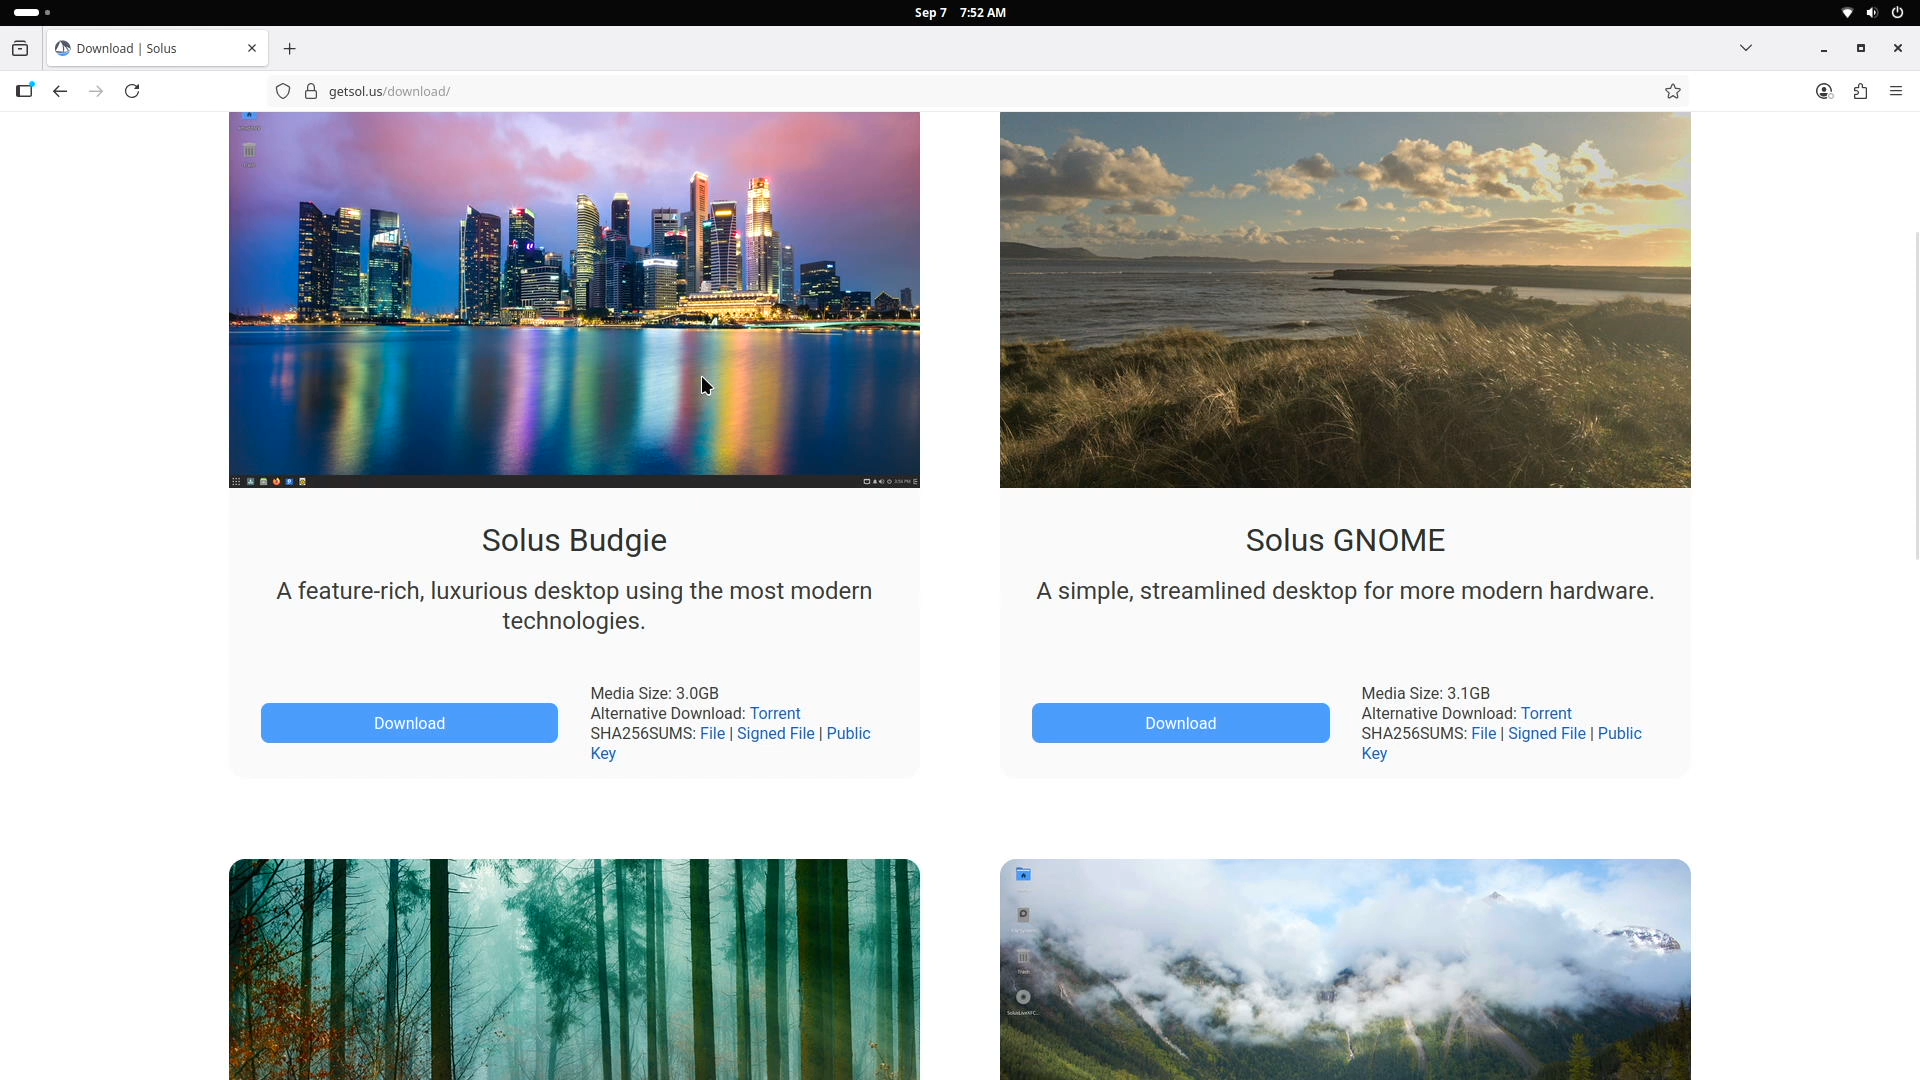 Sep 7 7:52 AM
Download | Solus
getsol.us/download/
Solus Budgie
A feature-rich, luxurious desktop using the most modern
technologies.
Download
Media Size: 3.0GB
Alternative Download: Torrent
SHA256SUMS: File | Signed File | Public
Key
Solus GNOME
A simple, streamlined desktop for more modern hardware.
Download
Media Size: 3.1GB
Alternative Download: Torrent
SHA256SUMS: File | Signed File | Public
Key
Trash